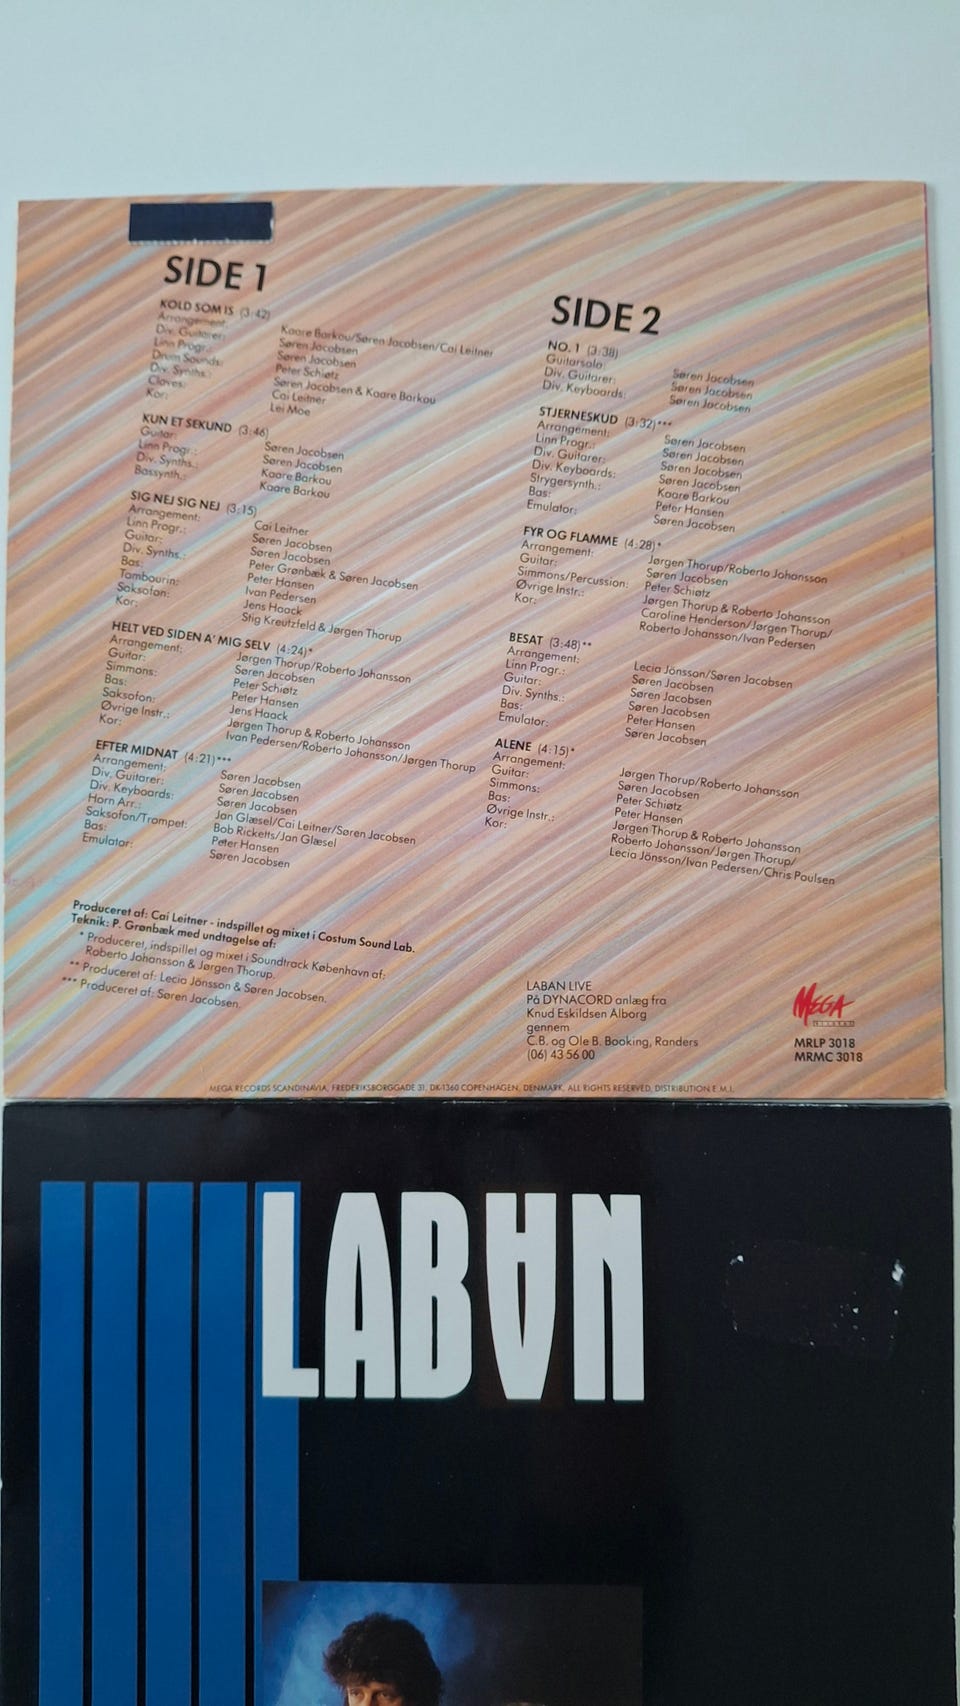 SIDE 1
KOLD SOM IS (3:42)
Arrangement: Kaare Barkou/Søren Jacobsen/Cai Leitner
Div. Guitarer: Søren Jacobsen
Linn Progr.: Søren Jacobsen
Drum Sounds: Peter Schiøtz
Div. Synths.: Søren Jacobsen & Kaare Barkou
Claves: Cai Leitner
Kor: Lei Moe
KUN ET SEKUND (3:46)
Guitar: Søren Jacobsen
Linn Progr.: Søren Jacobsen
Div. Synths.: Kaare Barkou
Bassynth.: Kaare Barkou
SIG NEJ SIG NEJ (3:15)
Arrangement: Cai Leitner
Linn Progr.: Søren Jacobsen
Guitar: Søren Jacobsen
Div. Synths.: Peter Grønbæk & Søren Jacobsen
Bas: Peter Hansen
Tambourin: Ivan Pedersen
Saksofon: Jens Haack
Kor: Stig Kreutzfeld & Jørgen Thorup
HELT VED SIDEN A' MIG SELV (4:24)*
Arrangement: Jørgen Thorup/Roberto Johansson
Guitar: Søren Jacobsen
Simmons: Peter Schiøtz
Bas: Peter Hansen
Saksofon: Jens Haack
Øvrige Instr.: Jørgen Thorup & Roberto Johansson
Kor: Ivan Pedersen/Roberto Johansson/Jørgen Thorup
EFTER MIDNAT (4:21)***
Arrangement: Søren Jacobsen
Div. Guitarer: Søren Jacobsen
Div. Keyboards: Søren Jacobsen
Horn Arr.: Jan Glæsel/Cai Leitner/Søren Jacobsen
Saksofon/Trompet: Bob Ricketts/Jan Glæsel
Bas: Peter Hansen
Emulator: Søren Jacobsen
Produceret af: Cai Leitner - indspillet og mixet i Costum Sound Lab.
Teknik: P. Grønbæk med undtagelse af:
* Produceret, indspillet og mixet i Soundtrack København af:
Roberto Johansson & Jørgen Thorup.
** Produceret af: Lecia Jönsson & Søren Jacobsen.
*** Produceret af: Søren Jacobsen.
SIDE 2
NO. 1 (3:38)
Guitarsolo: Søren Jacobsen
Div. Guitarer: Søren Jacobsen
Div. Keyboards: Søren Jacobsen
STJERNESKUD (3:32)***
Arrangement: Søren Jacobsen
Linn Progr.: Søren Jacobsen
Div. Guitarer: Søren Jacobsen
Div. Keyboards: Søren Jacobsen
Strygersynth.: Kaare Barkou
Bas: Peter Hansen
Emulator: Søren Jacobsen
FYR OG FLAMME (4:28)*
Arrangement: Jørgen Thorup/Roberto Johansson
Guitar: Søren Jacobsen
Simmons/Percussion: Peter Schiøtz
Øvrige Instr.: Jørgen Thorup & Roberto Johansson
Kor: Caroline Henderson/Jørgen Thorup/
Roberto Johansson/Ivan Pedersen
BESAT (3:48)**
Arrangement: Lecia Jönsson/Søren Jacobsen
Linn Progr.: Søren Jacobsen
Guitar: Søren Jacobsen
Div. Synths.: Søren Jacobsen
Bas: Peter Hansen
Emulator: Søren Jacobsen
ALENE (4:15)*
Arrangement: Jørgen Thorup/Roberto Johansson
Guitar: Søren Jacobsen
Simmons: Peter Schiøtz
Bas: Peter Hansen
Øvrige Instr.: Jørgen Thorup & Roberto Johansson
Kor: Roberto Johansson/Jørgen Thorup/
Lecia Jönsson/Ivan Pedersen/Chris Paulsen
LABAN LIVE
På DYNACORD anlæg fra
Knud Eskildsen Ålborg
gennem
C.B. og Ole B. Booking, Randers
(06) 43 56 00
MEGA
RECORDS
MRLP 3018
MRMC 3018
MEGA RECORDS SCANDINAVIA, FREDERIKSBORGGADE 31, DK-1360 COPENHAGEN, DENMARK, ALL RIGHTS RESERVED, DISTRIBUTION E.M.I.
LABAN